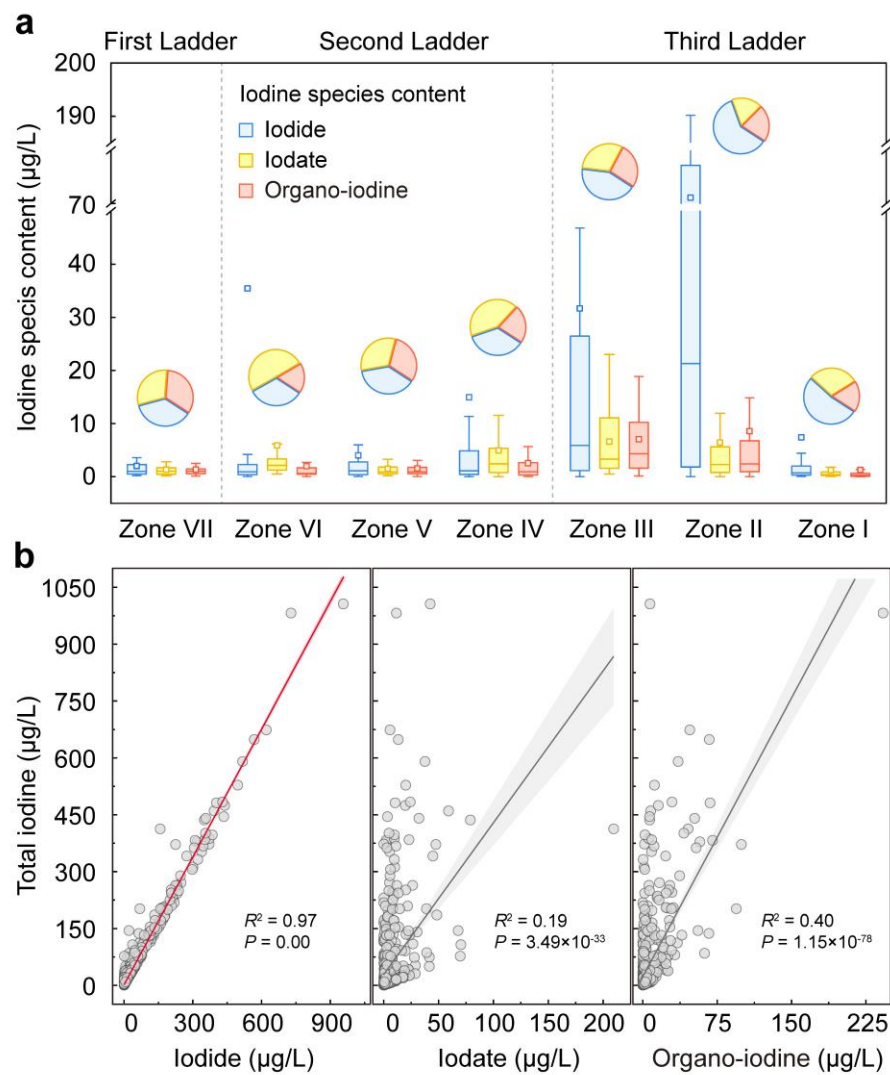 a
First Ladder Second Ladder Third Ladder
200
190
70
40
30
20
10
0
Iodine specis content (µg/L)
Iodine species content
Iodide
Iodate
Organo-iodine
Zone VII Zone VI Zone V Zone IV Zone III Zone II Zone I
b
1050
900
750
600
450
300
150
0
Total iodine (µg/L)
R² = 0.97
P = 0.00
R² = 0.19
P = 3.49×10⁻³³
R² = 0.40
P = 1.15×10⁻⁷⁸
0 300 600 900 0 50 100 150 200 0 75 150 225
Iodide (µg/L) Iodate (µg/L) Organo-iodine (µg/L)